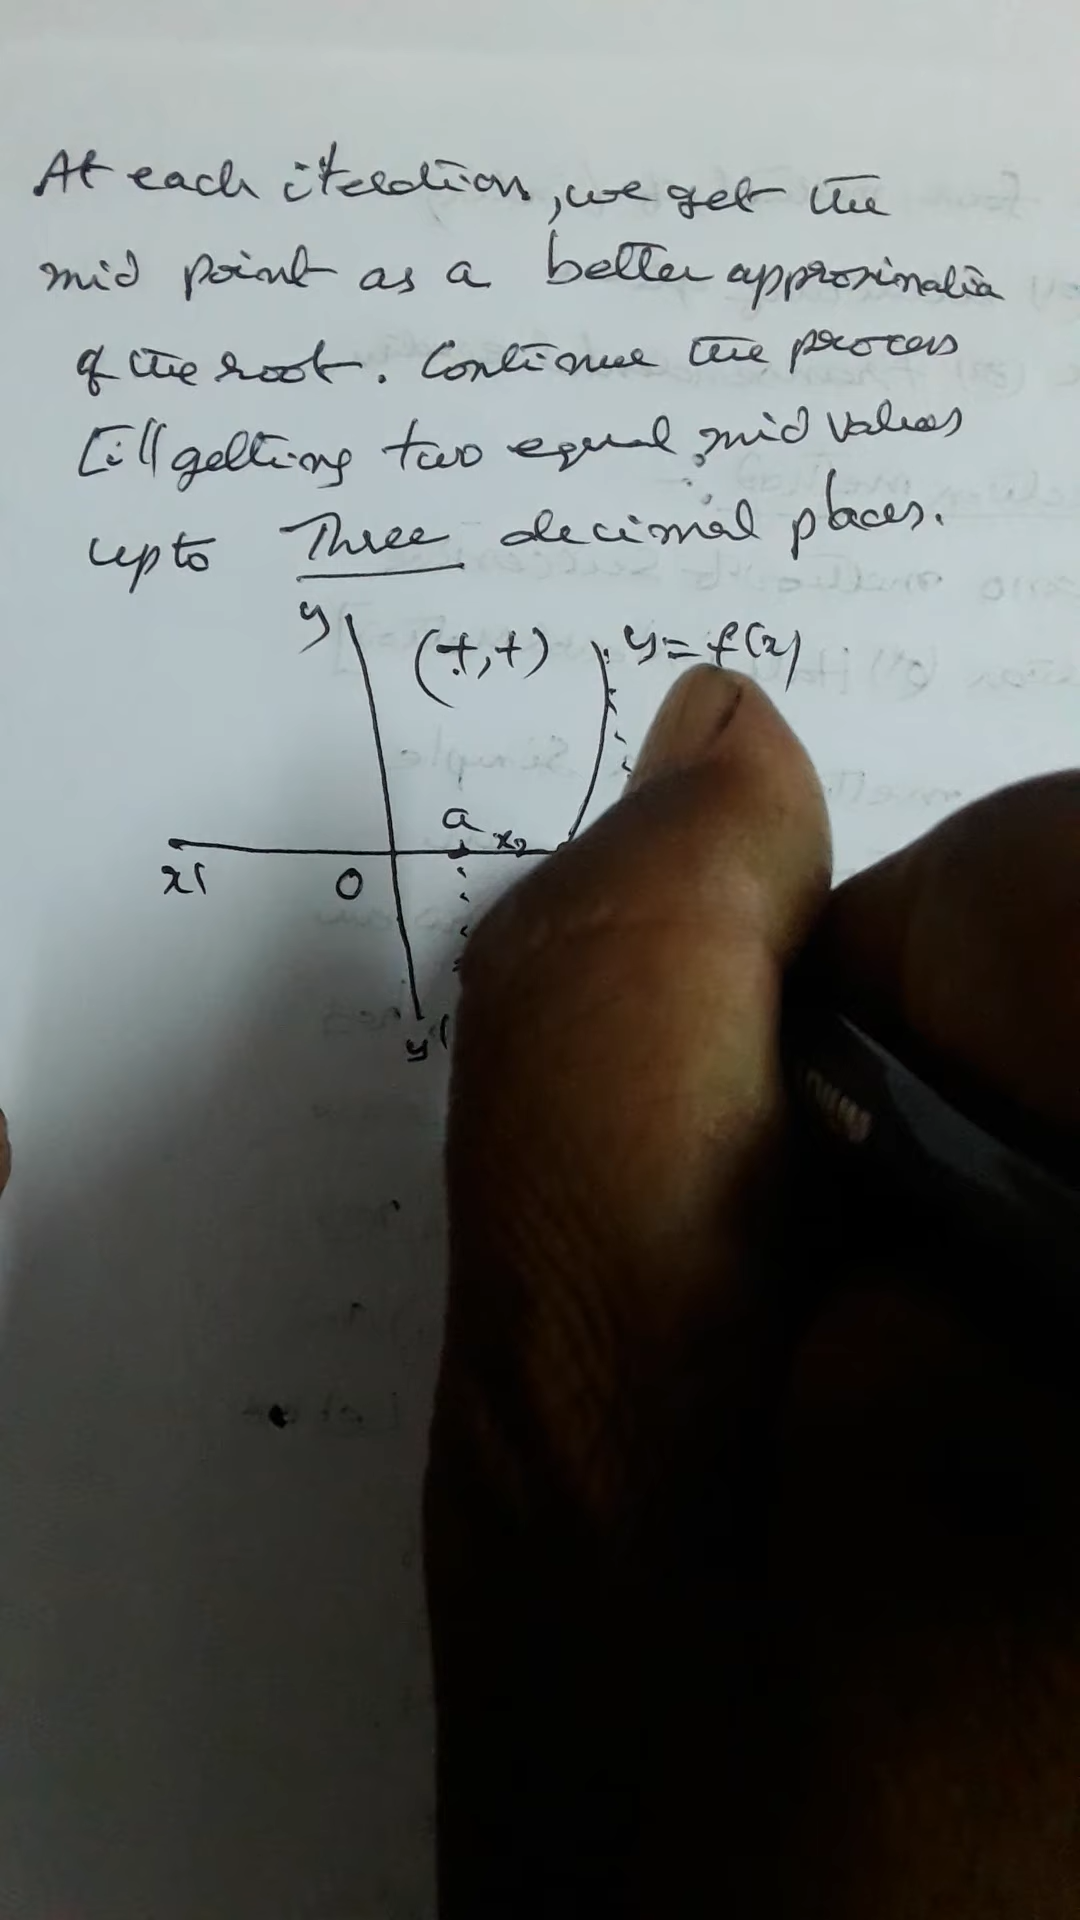 At each iteration, we get the
mid point as a better approximatia
of the root. Continue the process
till getting two equal mid values
upto Three decimal places.
y
(+,+)
y=f(x)
a
x2
x'
O
y'